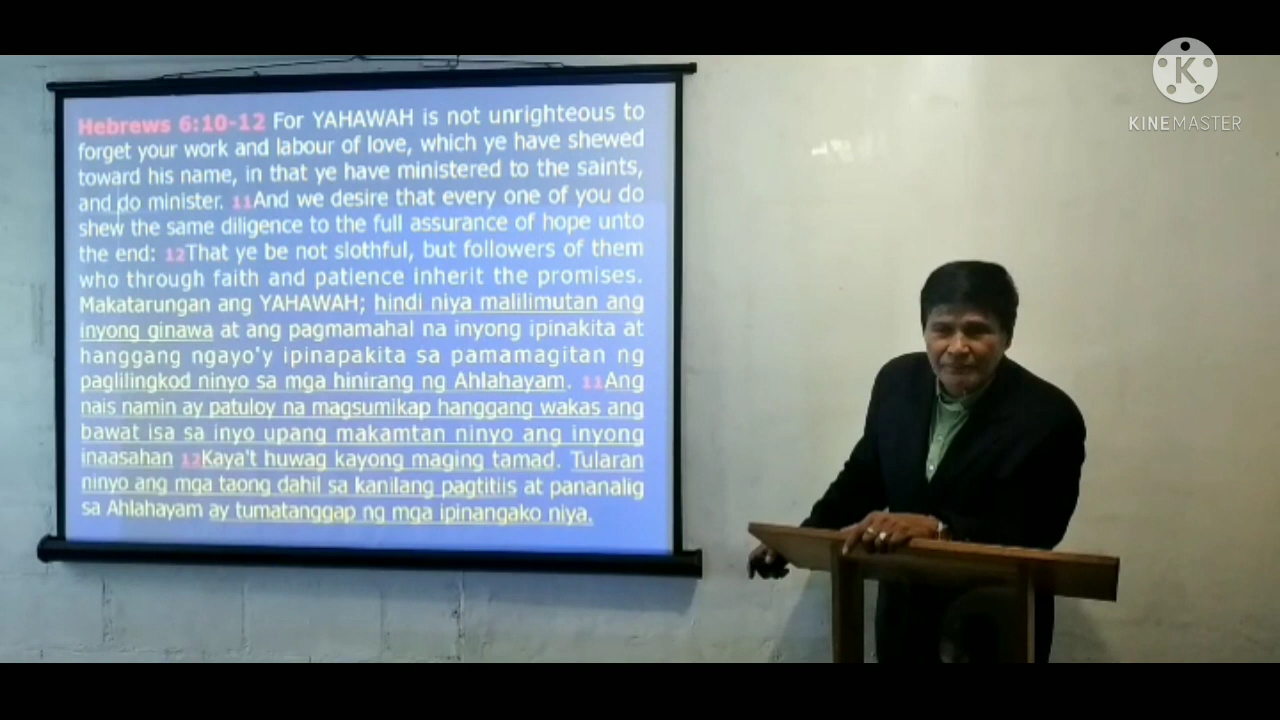 Hebrews 6:10-12 For YAHAWAH is not unrighteous to
forget your work and labour of love, which ye have shewed
toward his name, in that ye have ministered to the saints,
and do minister. 11And we desire that every one of you do
shew the same diligence to the full assurance of hope unto
the end: 12That ye be not slothful, but followers of them
who through faith and patience inherit the promises.
Makatarungan ang YAHAWAH; hindi niya malilimutan ang
inyong ginawa at ang pagmamahal na inyong ipinakita at
hanggang ngayo'y ipinapakita sa pamamagitan ng
paglilingkod ninyo sa mga hinirang ng Ahlahayam. 11Ang
nais namin ay patuloy na magsumikap hanggang wakas ang
bawat isa sa inyo upang makamtan ninyo ang inyong
inaasahan 12Kaya't huwag kayong maging tamad. Tularan
ninyo ang mga taong dahil sa kanilang pagtitiis at pananalig
sa Ahlahayam ay tumatanggap ng mga ipinangako niya.
K
KINEMASTER